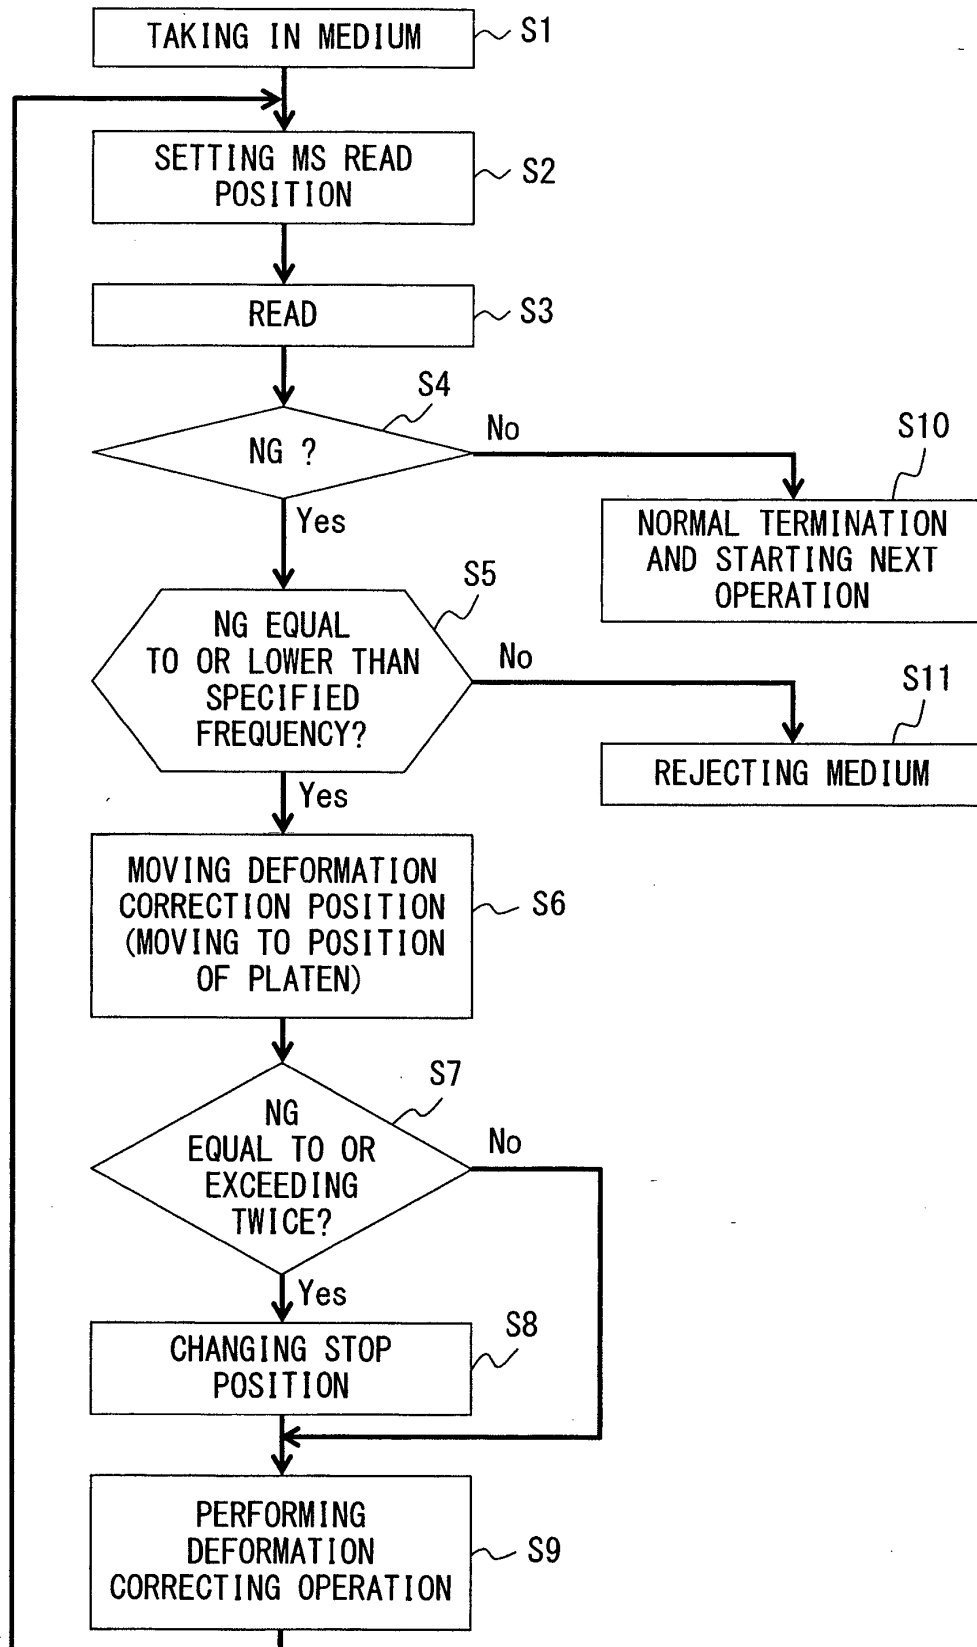 TAKING IN MEDIUM
S1
SETTING MS READ
POSITION
S2
READ
S3
S4
NG ?
No
Yes
S10
NORMAL TERMINATION
AND STARTING NEXT
OPERATION
S5
NG EQUAL
TO OR LOWER THAN
SPECIFIED
FREQUENCY?
No
Yes
S11
REJECTING MEDIUM
MOVING DEFORMATION
CORRECTION POSITION
(MOVING TO POSITION
OF PLATEN)
S6
S7
NG
EQUAL TO OR
EXCEEDING
TWICE?
No
Yes
S8
CHANGING STOP
POSITION
PERFORMING
DEFORMATION
CORRECTING OPERATION
S9